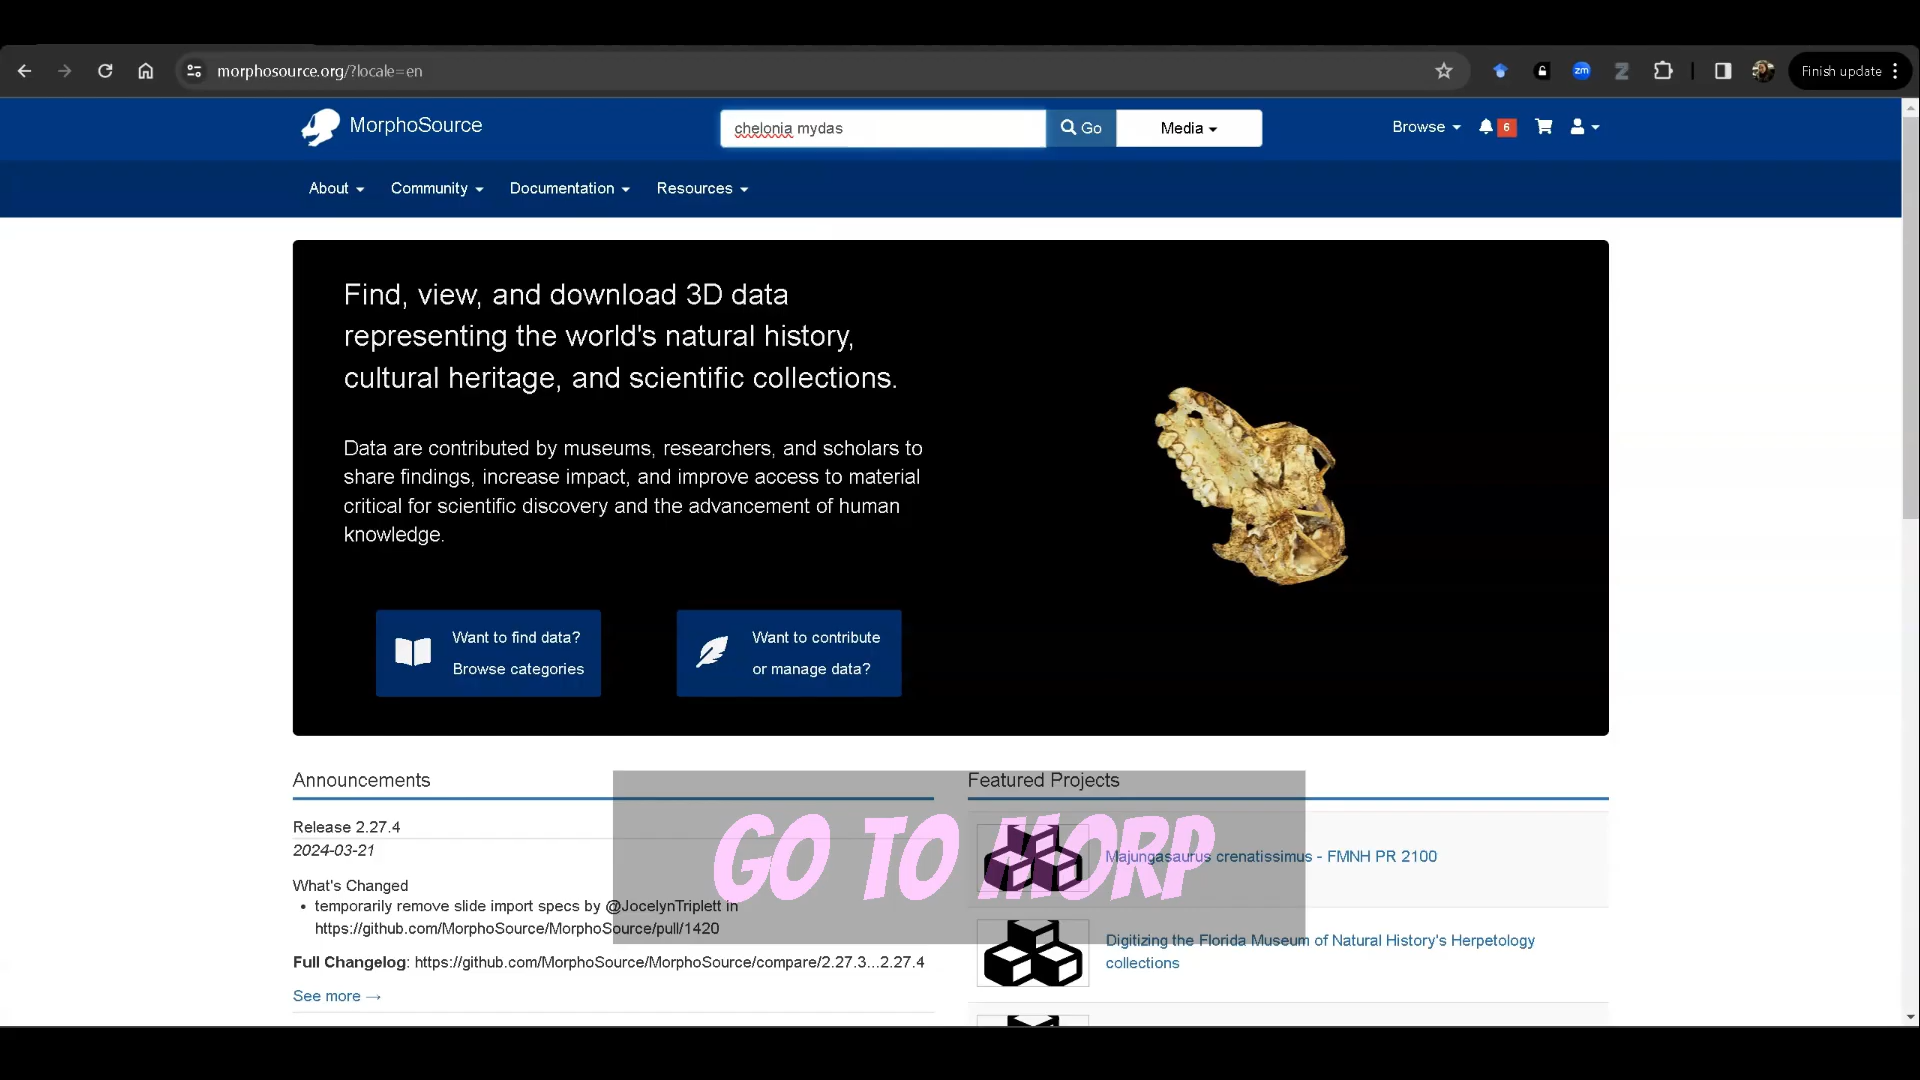 morphosource.org/?locale=en
zm
Z
Finish update
MorphoSource
chelonia mydas
Go
Media
Browse
6
About
Community
Documentation
Resources
Find, view, and download 3D data
representing the world's natural history,
cultural heritage, and scientific collections.
Data are contributed by museums, researchers, and scholars to
share findings, increase impact, and improve access to material
critical for scientific discovery and the advancement of human
knowledge.
Want to find data?
Browse categories
Want to contribute
or manage data?
Announcements
Release 2.27.4
2024-03-21
What's Changed
• temporarily remove slide import specs by @JocelynTriplett in
https://github.com/MorphoSource/MorphoSource/pull/1420
Full Changelog: https://github.com/MorphoSource/MorphoSource/compare/2.27.3...2.27.4
See more →
Featured Projects
Majungasaurus crenatissimus - FMNH PR 2100
Digitizing the Florida Museum of Natural History's Herpetology
collections
GO TO MORP